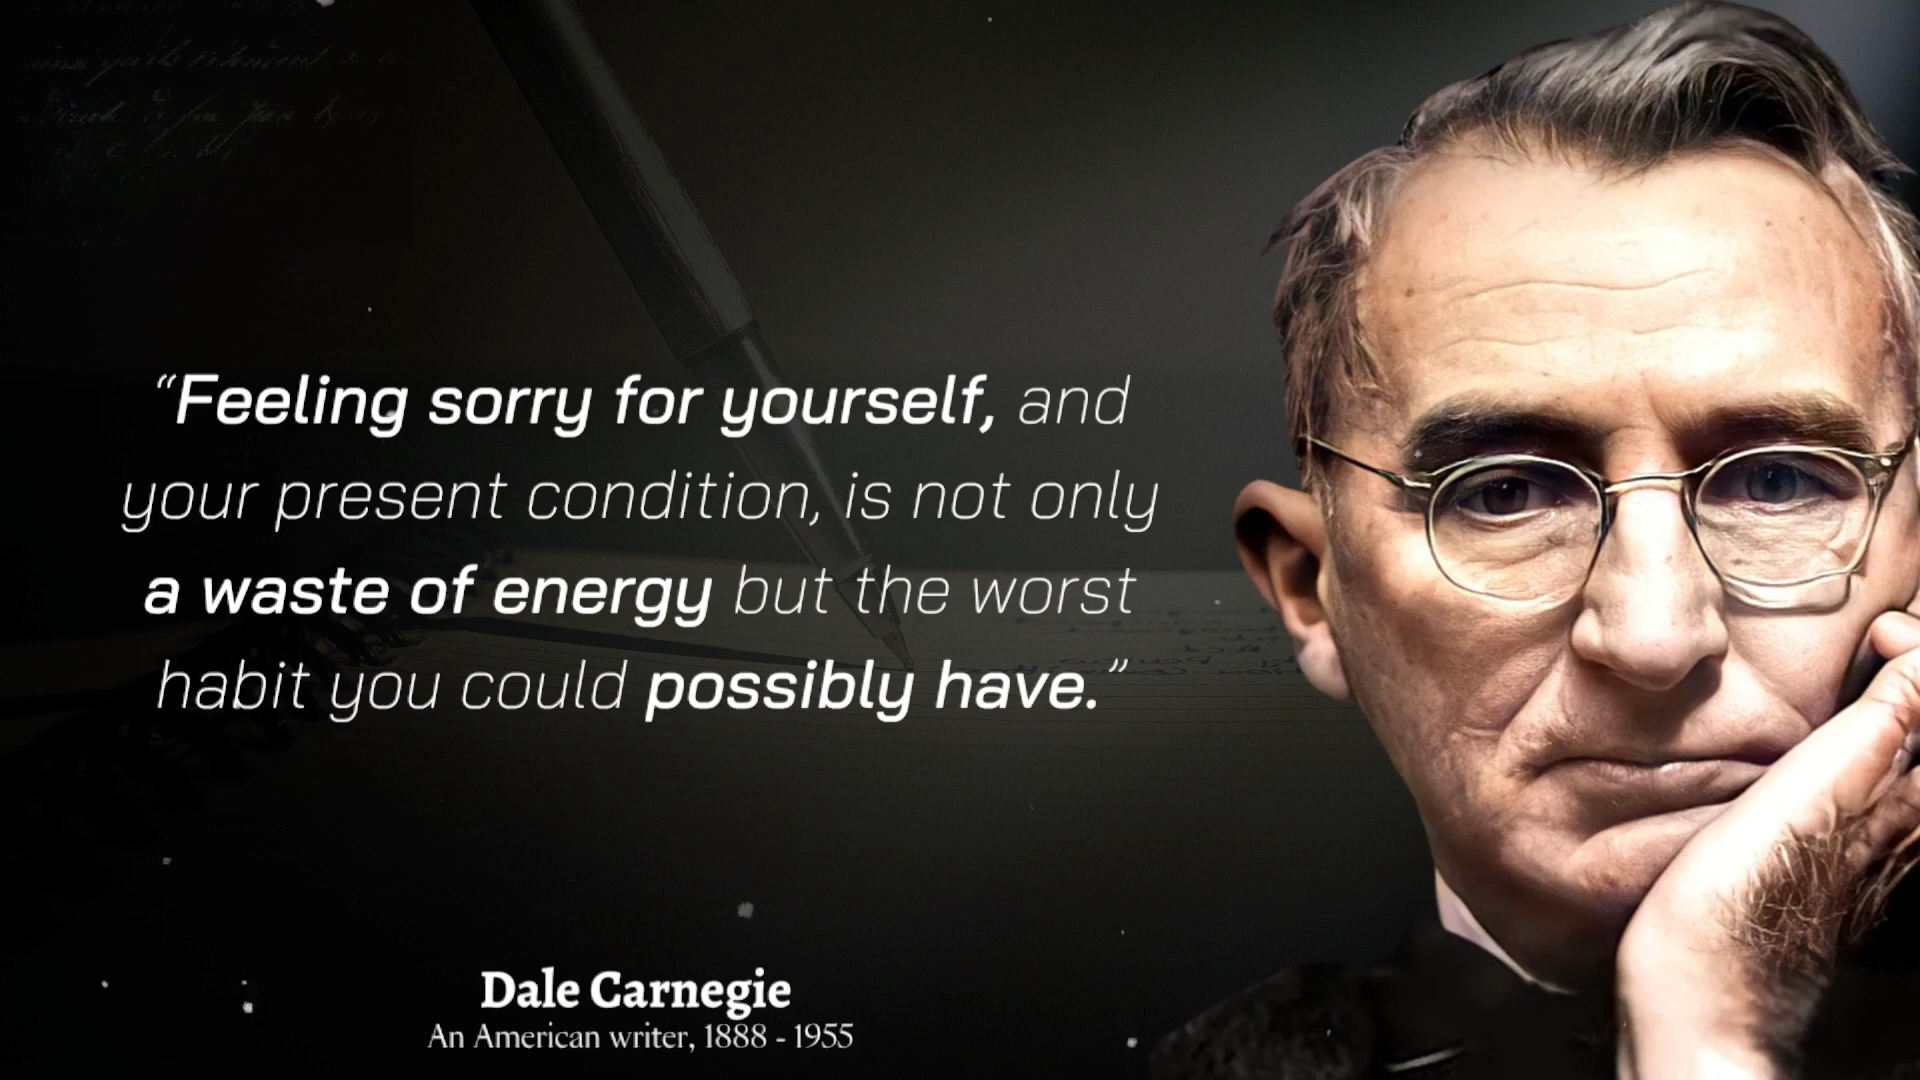 “Feeling sorry for yourself, and
your present condition, is not only
a waste of energy but the worst
habit you could possibly have.”
Dale Carnegie
An American writer, 1888 - 1955